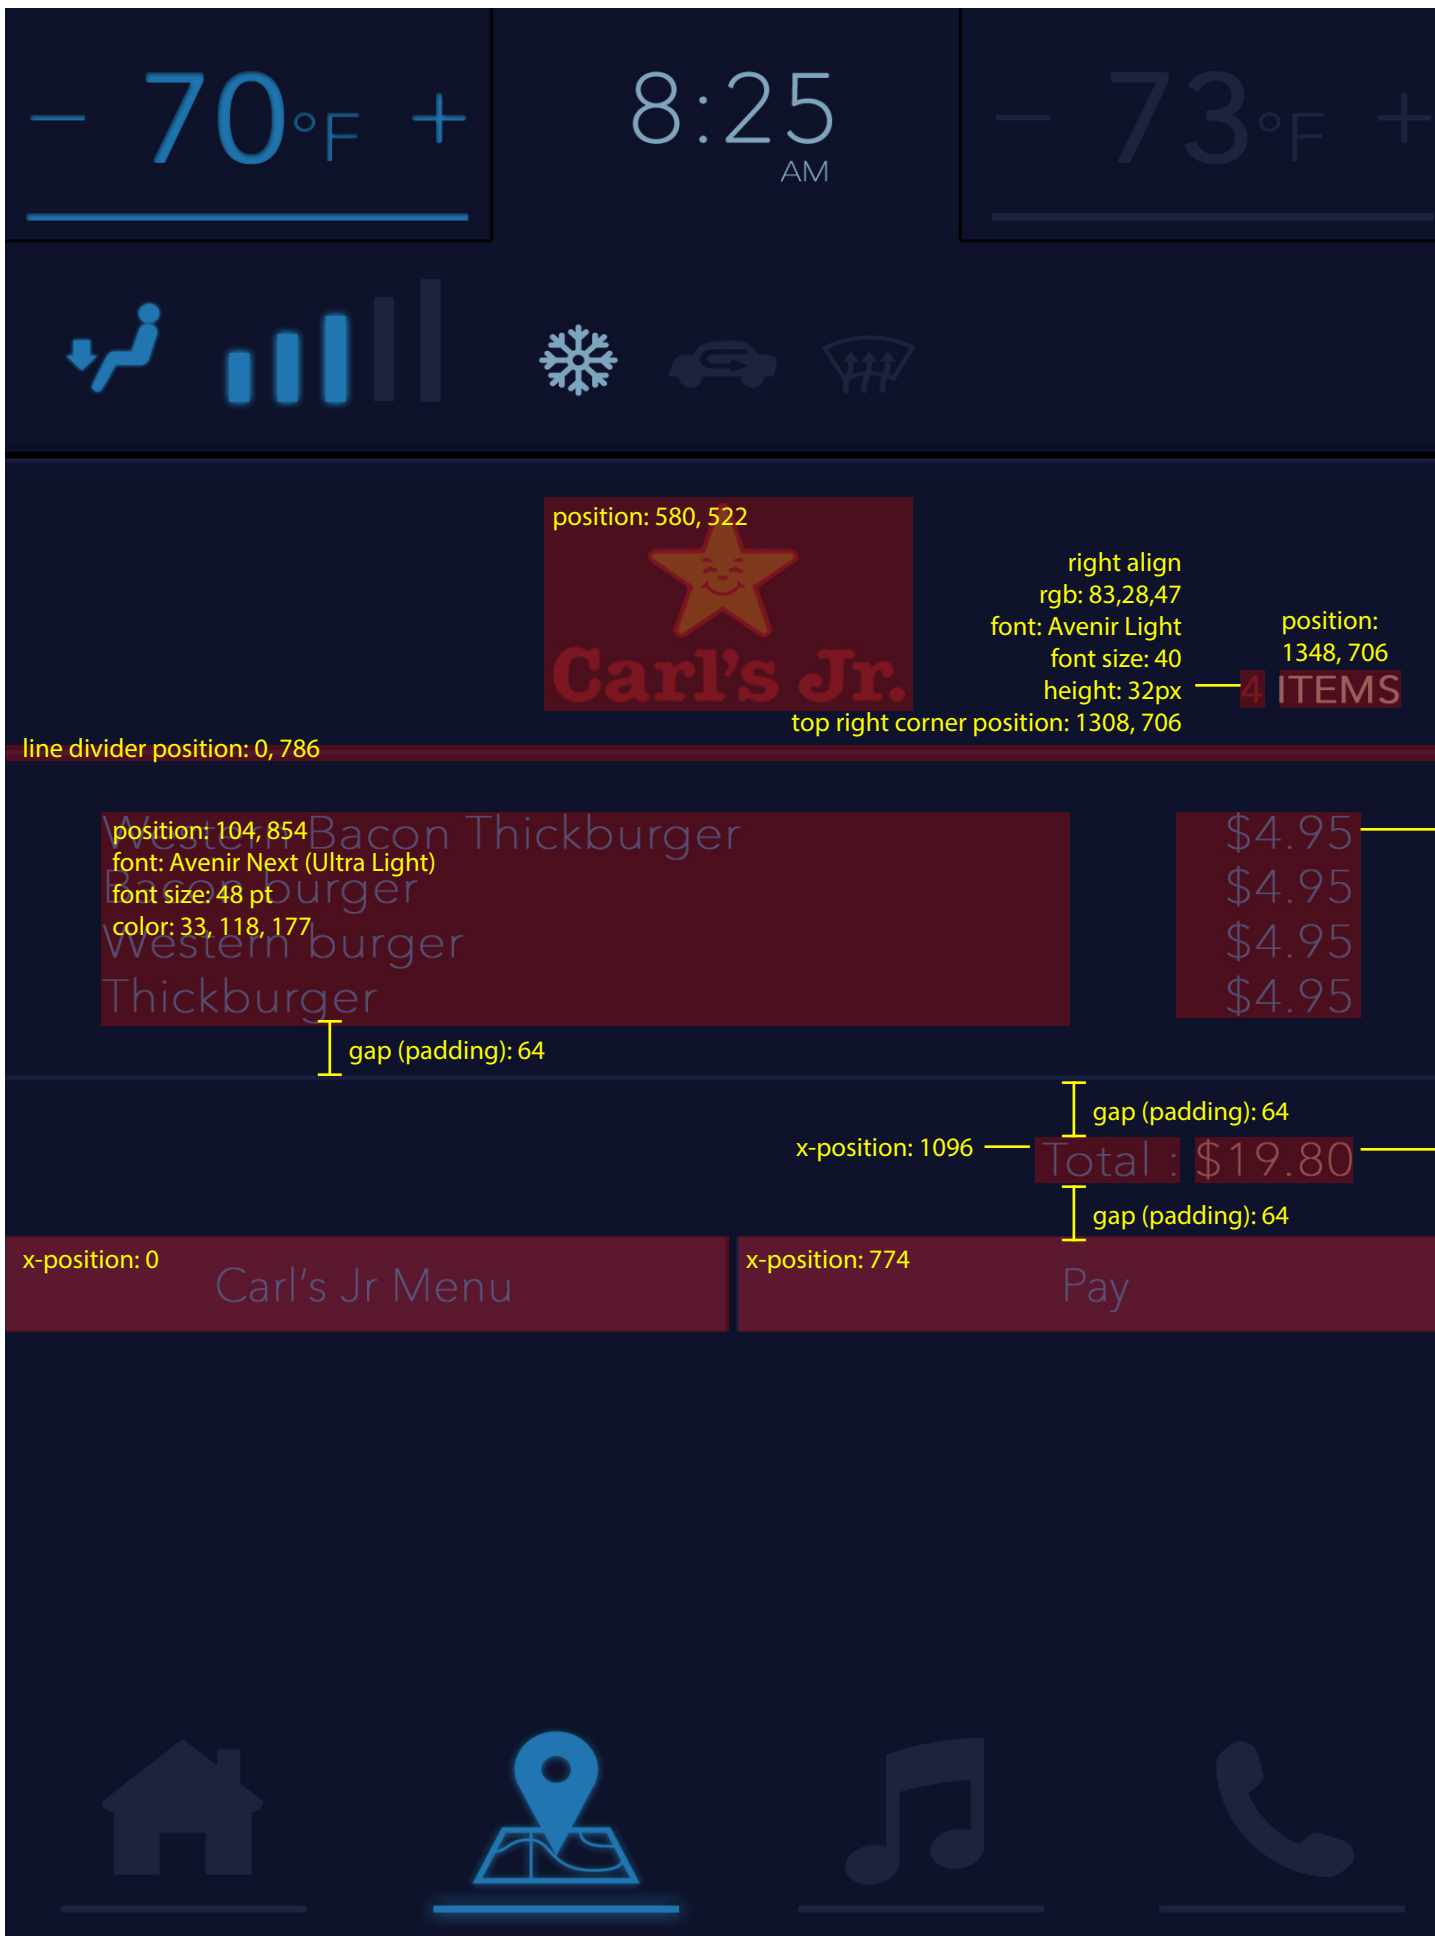 − 70°F +
8:25
AM
− 73°F +
position: 580, 522
Carl's Jr.
right align
rgb: 83,28,47
font: Avenir Light
font size: 40
height: 32px
top right corner position: 1308, 706
position:
1348, 706
4 ITEMS
line divider position: 0, 786
Western Bacon Thickburger $4.95
Bacon burger $4.95
Western burger $4.95
Thickburger $4.95
position: 104, 854
font: Avenir Next (Ultra Light)
font size: 48 pt
color: 33, 118, 177
gap (padding): 64
gap (padding): 64
x-position: 1096
Total : $19.80
gap (padding): 64
x-position: 0
Carl's Jr Menu
x-position: 774
Pay